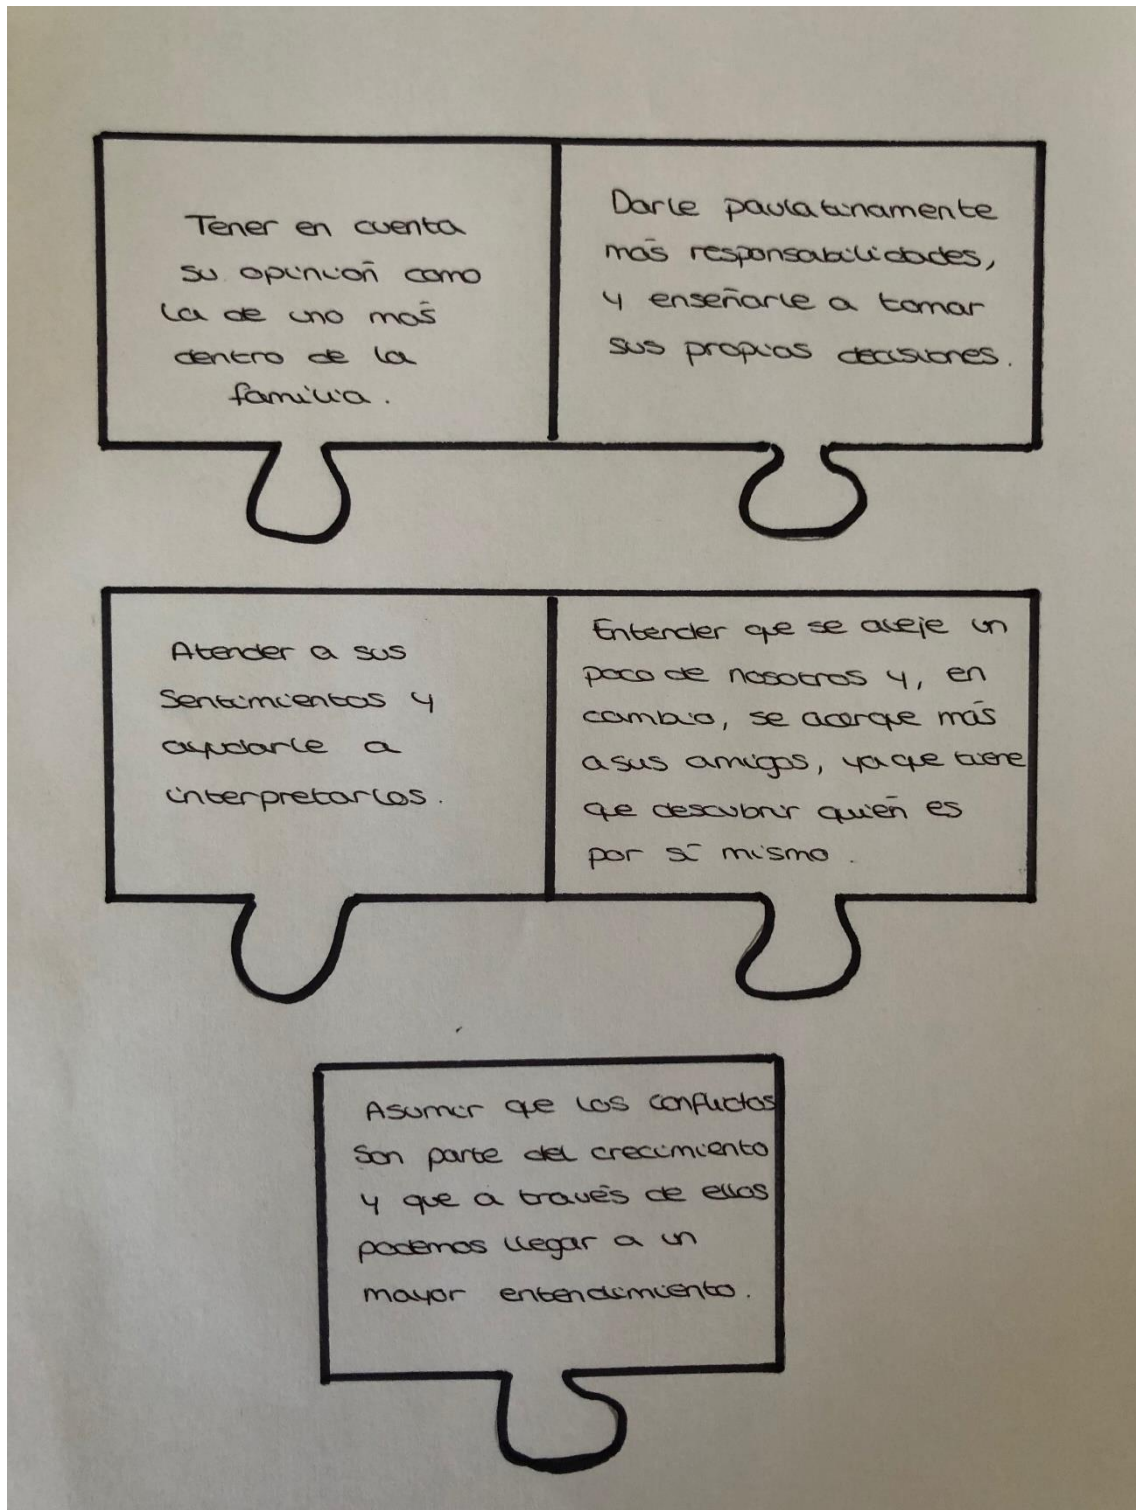 Tener en cuenta
su opinión como
la de uno más
dentro de la
familia.
Darle paulatinamente
más responsabilidades,
y enseñarle a tomar
sus propias decisiones.
Atender a sus
sentimientos y
ayudarle a
interpretarlos.
Entender que se aleje un
poco de nosotros y, en
cambio, se acerque más
a sus amigos, ya que tiene
que descubrir quién es
por sí mismo.
Asumir que los conflictos
son parte del crecimiento
y que a través de ellos
podemos llegar a un
mayor entendimiento.